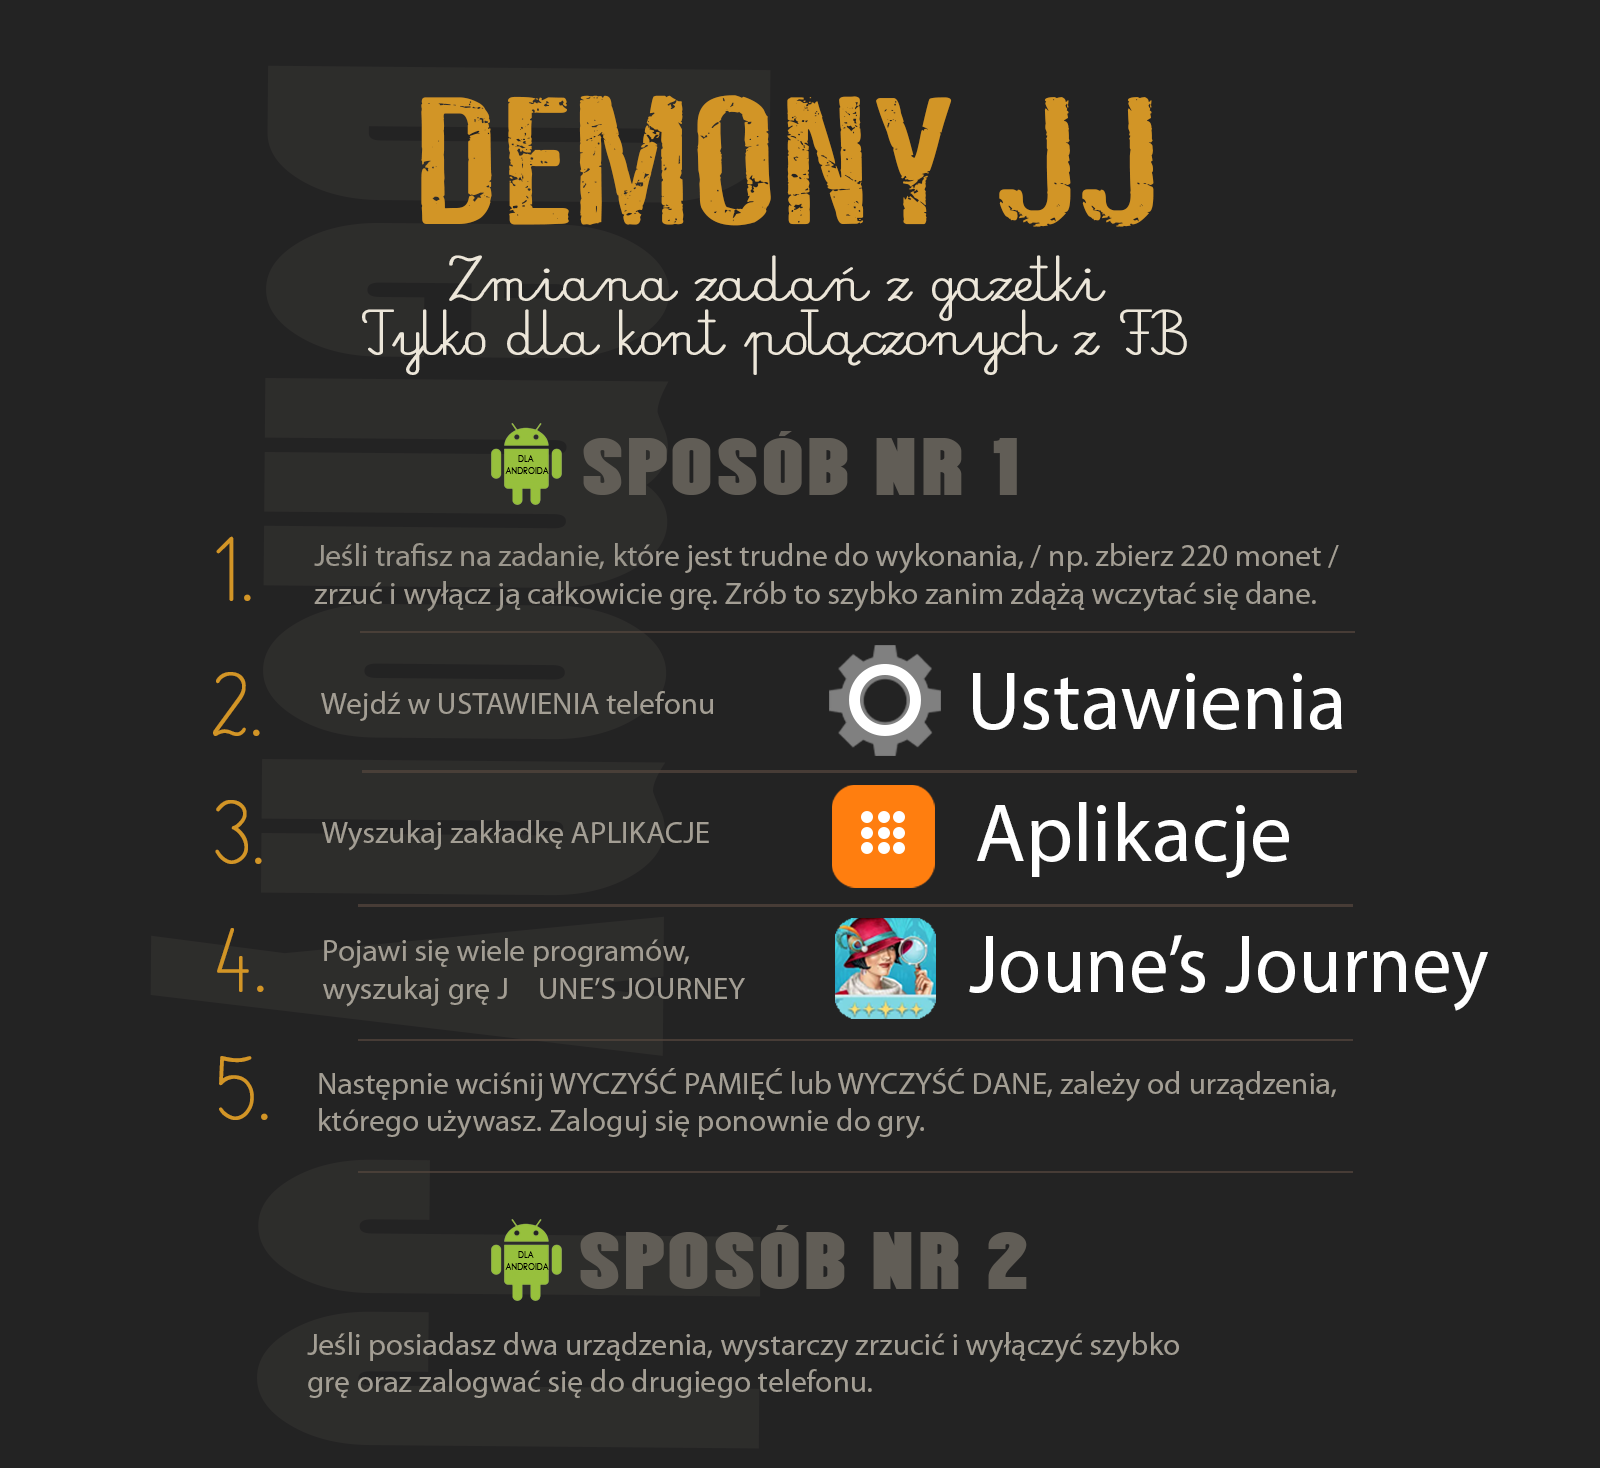 DEMONY JJ
Zmiana zadań z gazetki
Tylko dla kont połączonych z FB
DLA
ANDROIDA
SPOSÓB NR 1
1.
Jeśli trafisz na zadanie, które jest trudne do wykonania, / np. zbierz 220 monet /
zrzuć i wyłącz ją całkowicie grę. Zrób to szybko zanim zdążą wczytać się dane.
2.
Wejdź w USTAWIENIA telefonu
Ustawienia
3.
Wyszukaj zakładkę APLIKACJE
Aplikacje
4.
Pojawi się wiele programów,
wyszukaj grę J UNE'S JOURNEY
Joune's Journey
5.
Następnie wciśnij WYCZYŚĆ PAMIĘĆ lub WYCZYŚĆ DANE, zależy od urządzenia,
którego używasz. Zaloguj się ponownie do gry.
DLA
ANDROIDA
SPOSÓB NR 2
Jeśli posiadasz dwa urządzenia, wystarczy zrzucić i wyłączyć szybko
grę oraz zalogwać się do drugiego telefonu.
DEMONY JJ